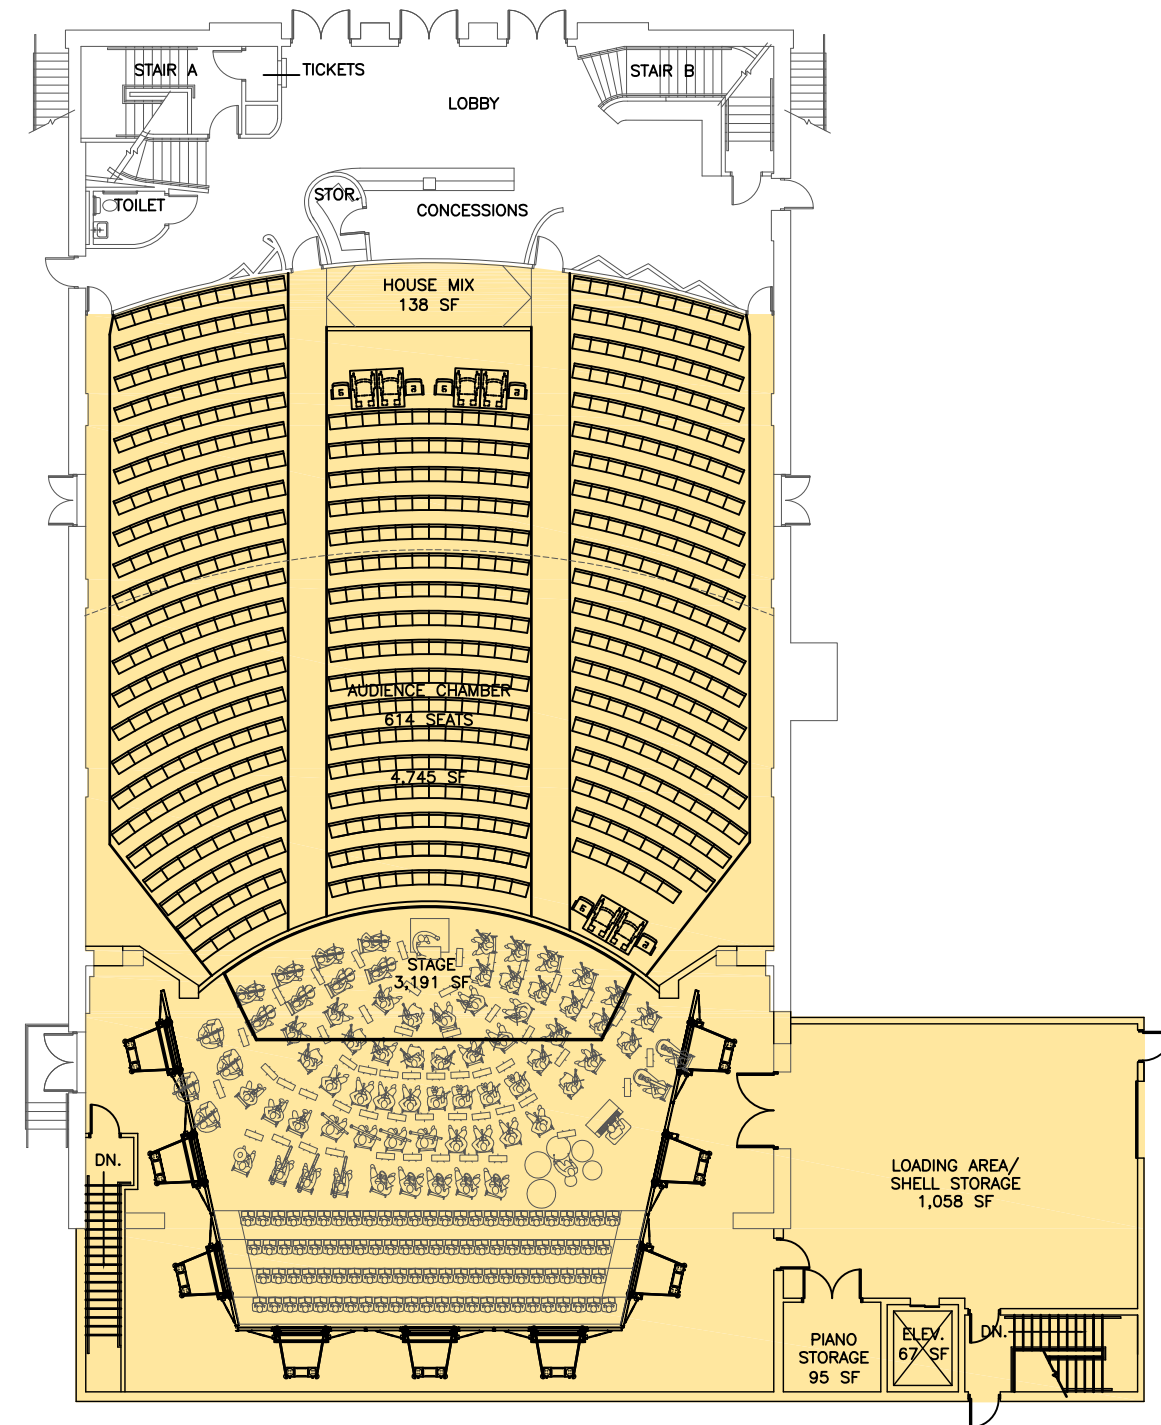 STAIR A
TICKETS
STAIR B
LOBBY
STOR.
TOILET
CONCESSIONS
HOUSE MIX
138 SF
AUDIENCE CHAMBER
614 SEATS
4,745 SF
STAGE
3,191 SF
DN.
LOADING AREA/
SHELL STORAGE
1,058 SF
PIANO
STORAGE
95 SF
ELEV.
67 SF
DN.